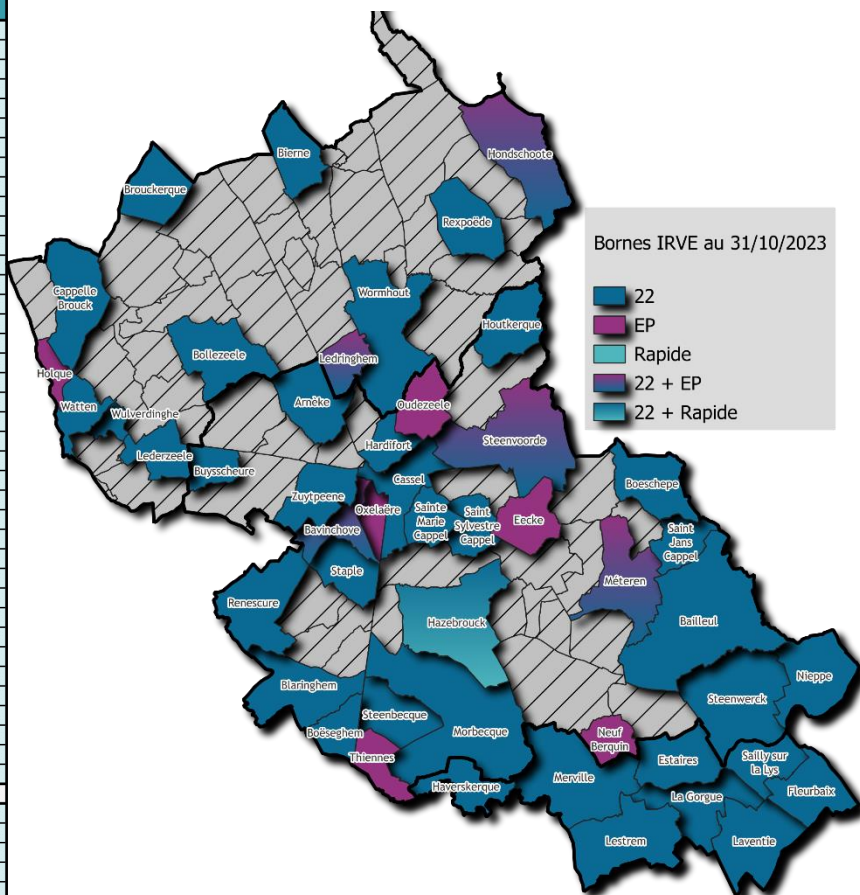 Hondschoote
Bierne
Brouckerque
Rexpoëde
Bornes IRVE au 31/10/2023
22
EP
Rapide
22 + EP
22 + Rapide
Cappelle
Brouck
Wormhout
Houtkerque
Bollezeele
Ledringhem
Holque
Watten
Wulverdinghe
Arnèke
Oudezeele
Steenvoorde
Hardifort
Lederzeele
Buysscheure
Cassel
Boeschepe
Zuytpeene
Oxelaëre
Sainte
Marie
Cappel
Saint
Sylvestre
Cappel
Eecke
Bavinchove
Saint
Jans
Cappel
Staple
Méteren
Renescure
Hazebrouck
Bailleul
Blaringhem
Steenbecque
Nieppe
Steenwerck
Boëseghem
Morbecque
Neuf
Berquin
Thiennes
Estaires
Sailly sur
la Lys
Haverskerque
Merville
La Gorgue
Fleurbaix
Lestrem
Laventie